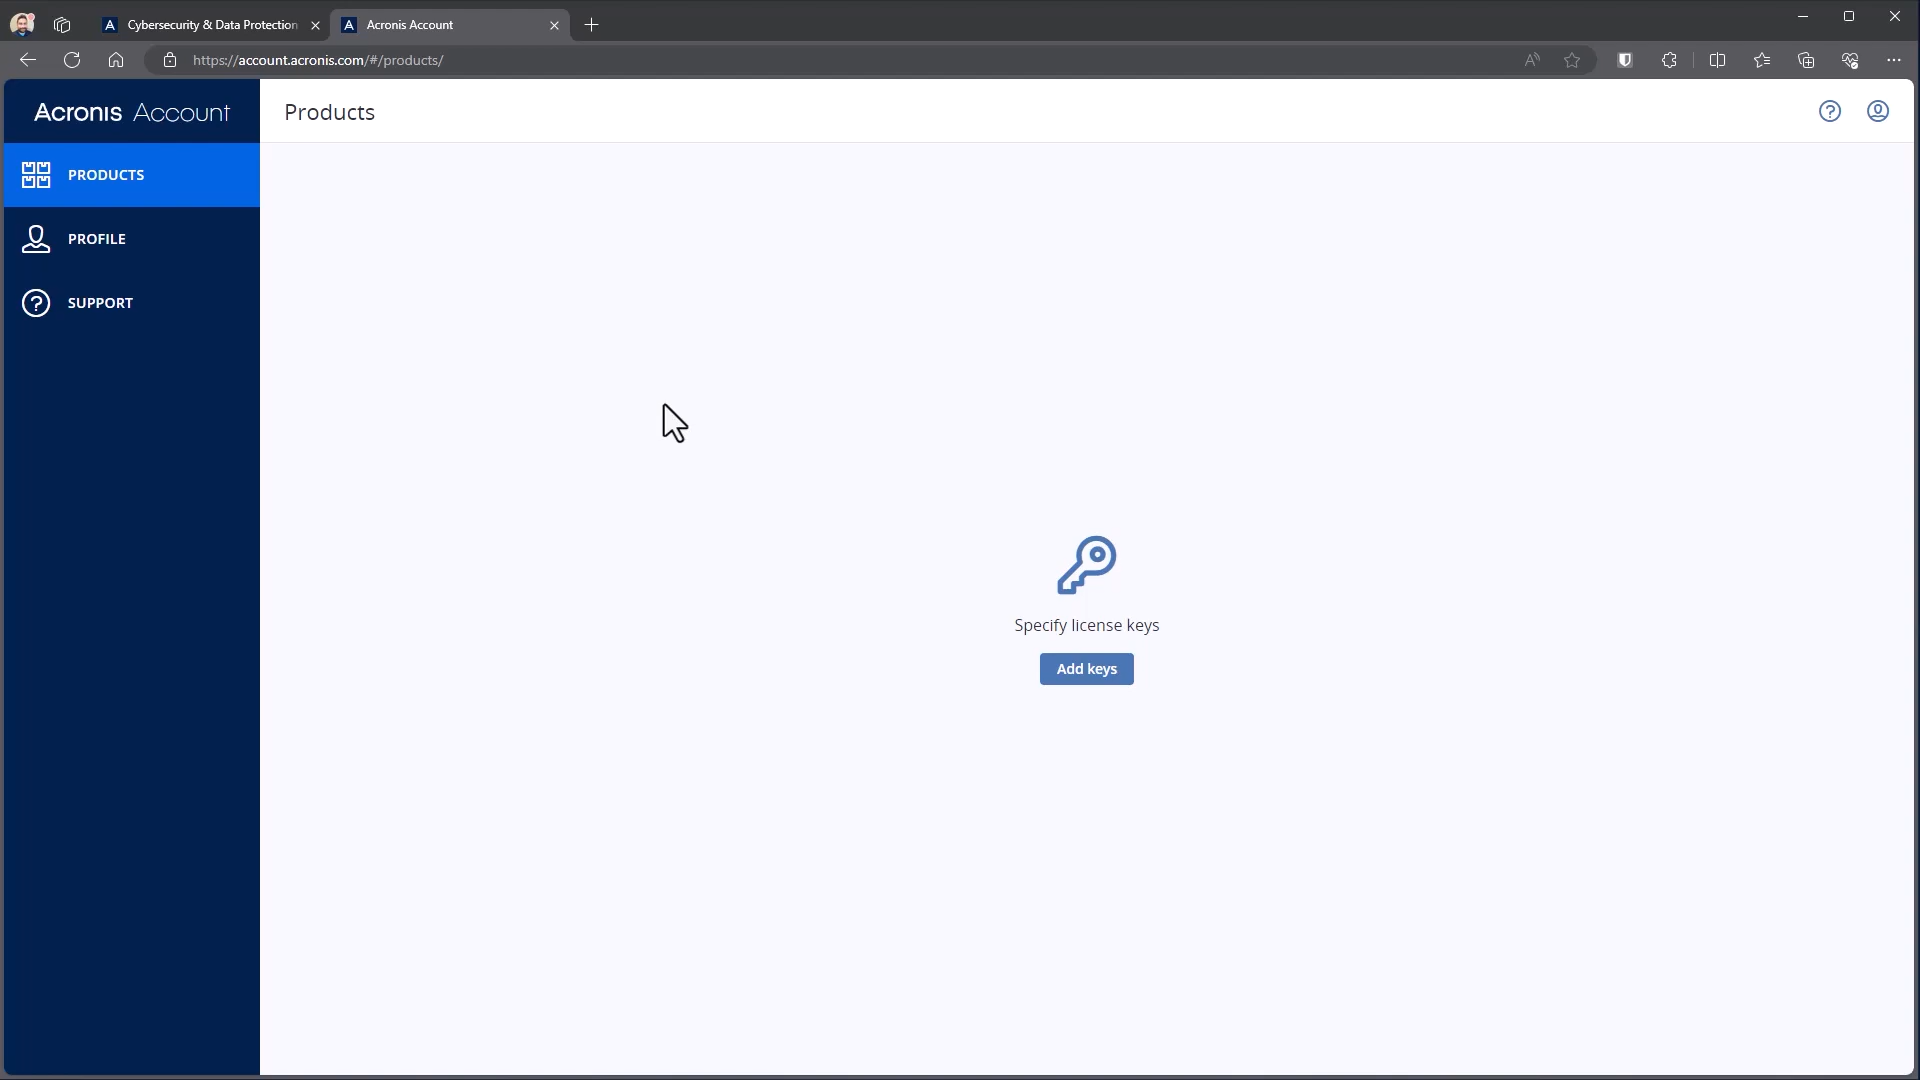 Cybersecurity & Data Protection
Acronis Account
https://account.acronis.com/#/products/
Acronis Account
Products
PRODUCTS
PROFILE
SUPPORT
Specify license keys
Add keys